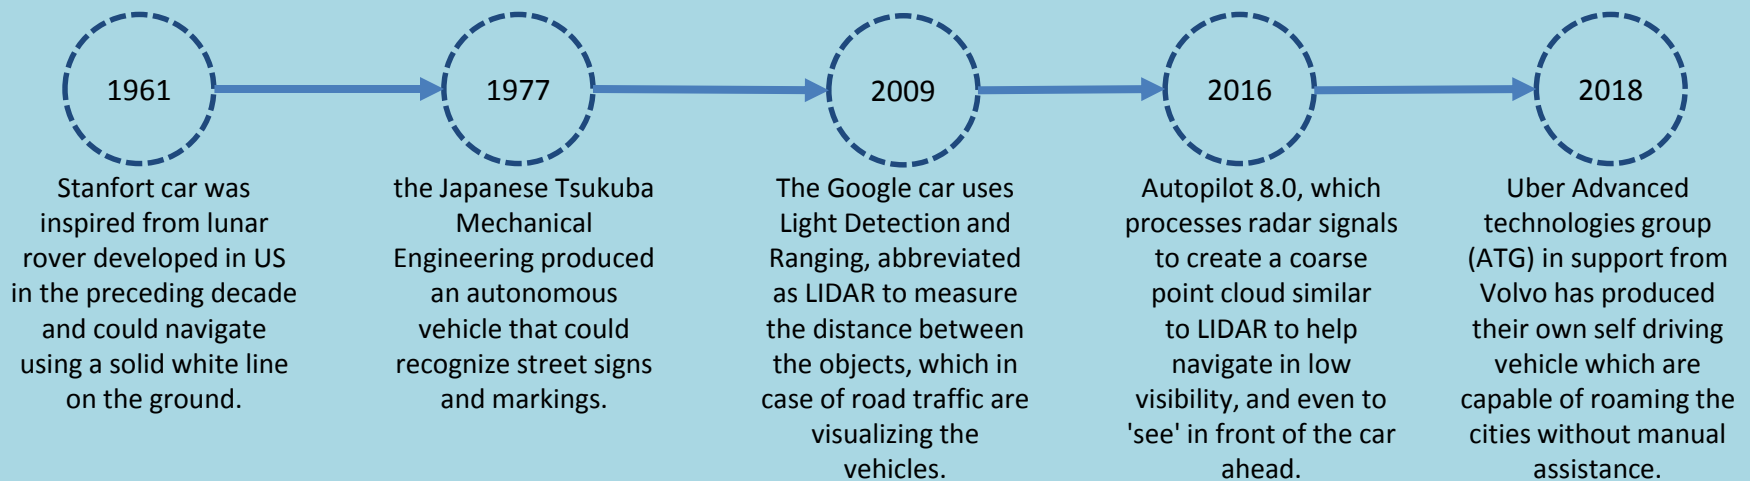 1961
Stanfort car was
inspired from lunar
rover developed in US
in the preceding decade
and could navigate
using a solid white line
on the ground.
1977
the Japanese Tsukuba
Mechanical
Engineering produced
an autonomous
vehicle that could
recognize street signs
and markings.
2009
The Google car uses
Light Detection and
Ranging, abbreviated
as LIDAR to measure
the distance between
the objects, which in
case of road traffic are
visualizing the
vehicles.
2016
Autopilot 8.0, which
processes radar signals
to create a coarse
point cloud similar
to LIDAR to help
navigate in low
visibility, and even to
'see' in front of the car
ahead.
2018
Uber Advanced
technologies group
(ATG) in support from
Volvo has produced
their own self driving
vehicle which are
capable of roaming the
cities without manual
assistance.